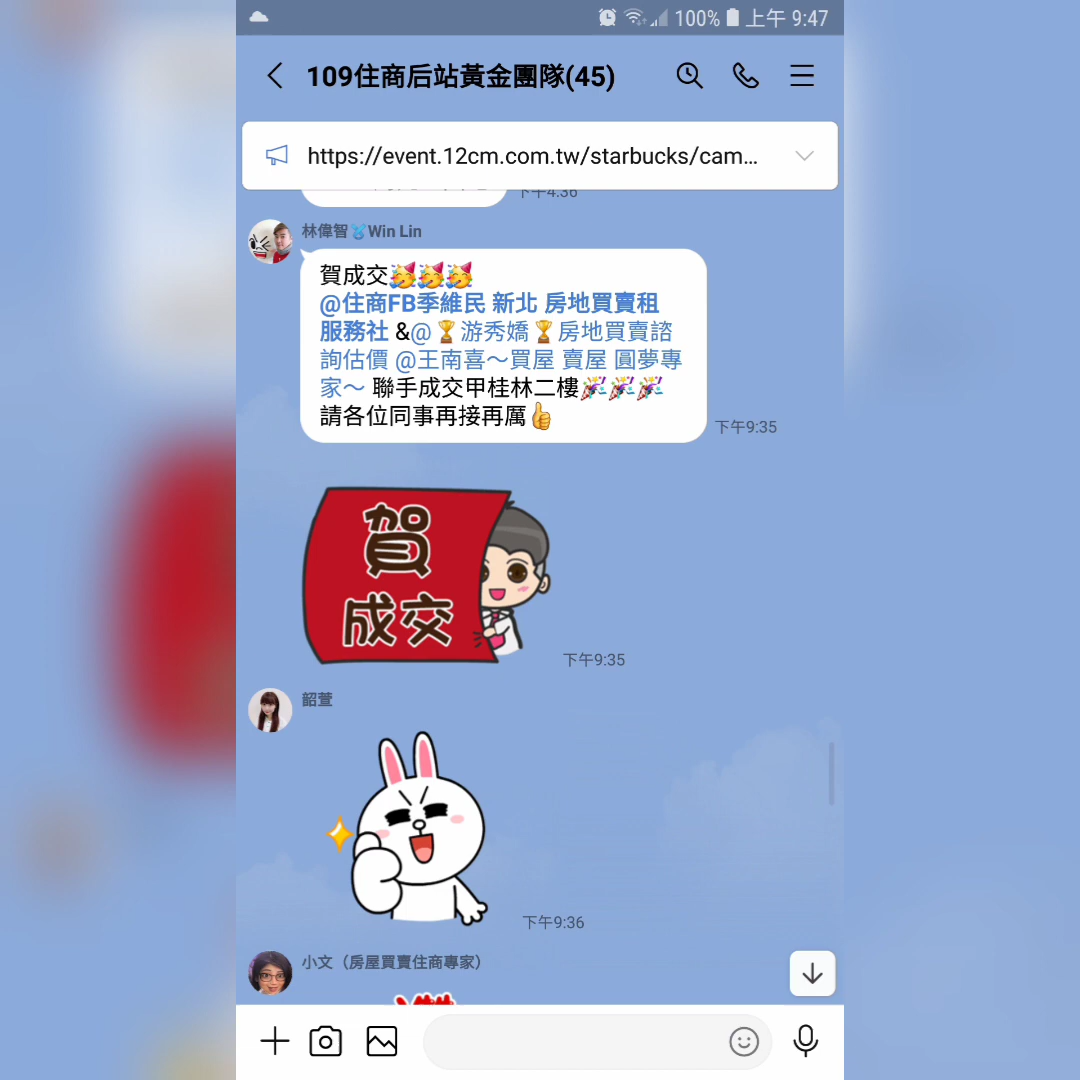 100% 上午 9:47
109住商后站黃金團隊(45)
https://event.12cm.com.tw/starbucks/cam...
下午4:36
林偉智 Win Lin
賀成交🥳🥳🥳
@住商FB季維民 新北 房地買賣租
服務社 &@🏆游秀嬌🏆房地買賣諮
詢估價 @王南喜～買屋 賣屋 圓夢專
家～ 聯手成交甲桂林二樓🎉🎉🎉
請各位同事再接再厲👍
下午9:35
賀
成交
下午9:35
韶萱
下午9:36
小文（房屋買賣住商專家）